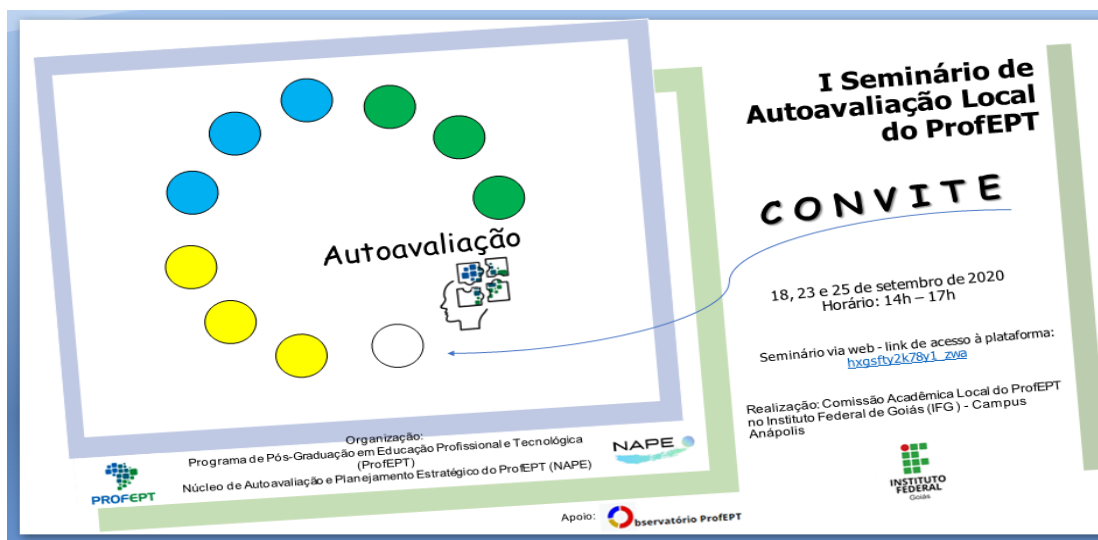 I Seminário de
Autoavaliação Local
do ProfEPT
CONVITE
18, 23 e 25 de setembro de 2020
Horário: 14h – 17h
Seminário via web - link de acesso à plataforma:
hxgsfty2k78y1_zwa
Realização: Comissão Acadêmica Local do ProfEPT
no Instituto Federal de Goiás (IFG ) - Campus
Anápolis
INSTITUTO
FEDERAL
Goiás
Autoavaliação
Organização:
Programa de Pós-Graduação em Educação Profissional e Tecnológica
(ProfEPT)
Núcleo de Autoavaliação e Planejamento Estratégico do ProfEPT (NAPE)
PROFEPT
NAPE
Apoio:
Observatório ProfEPT